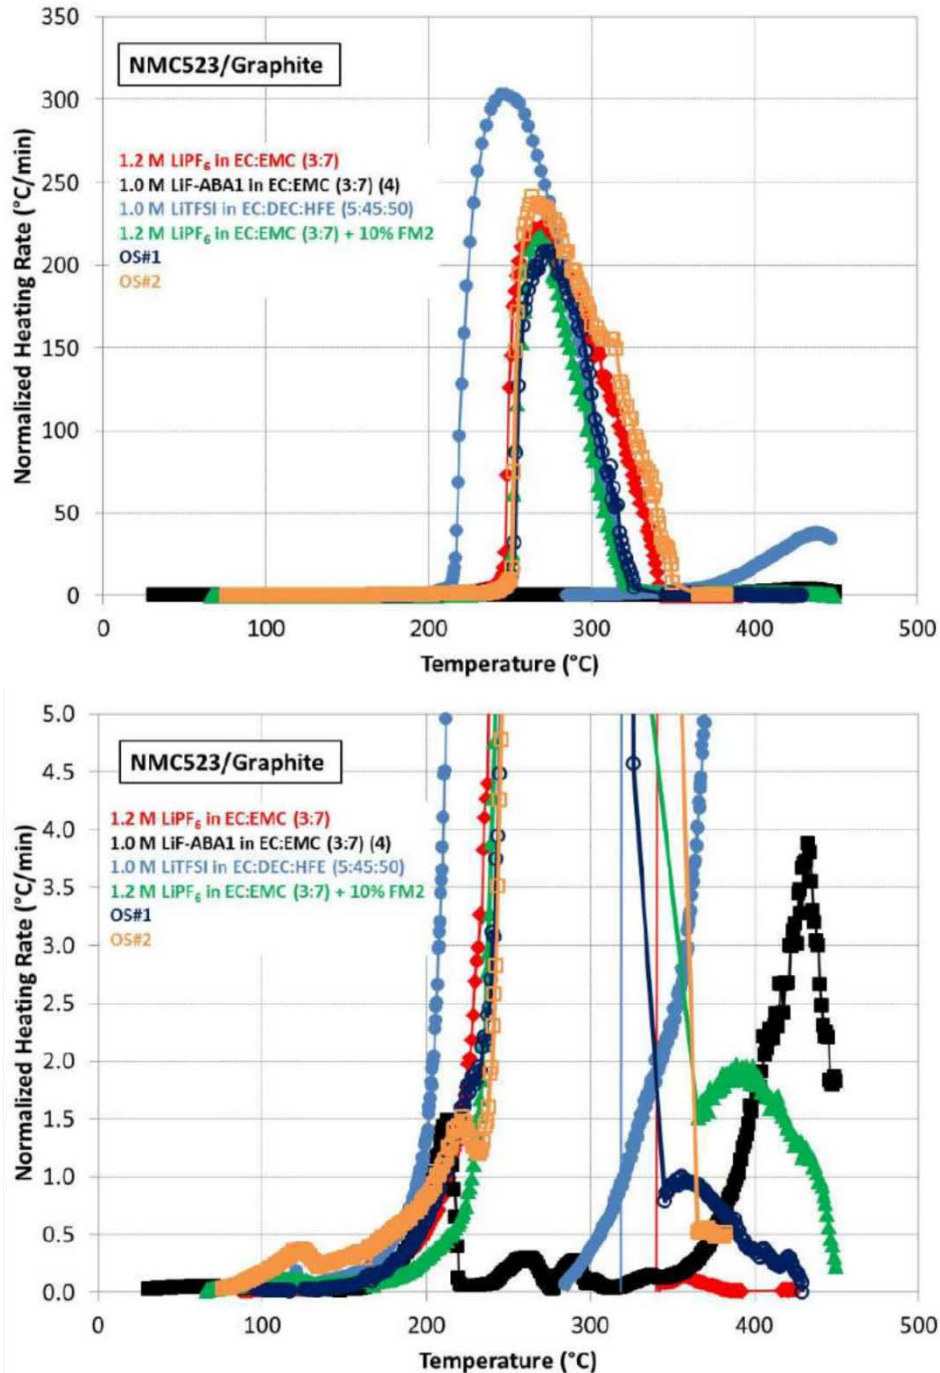 350
300
250
200
150
100
50
0
Normalized Heating Rate (°C/min)
NMC523/Graphite
1.2 M LiPF6 in EC:EMC (3:7)
1.0 M LiF-ABA1 in EC:EMC (3:7) (4)
1.0 M LiTFSI in EC:DEC:HFE (5:45:50)
1.2 M LiPF6 in EC:EMC (3:7) + 10% FM2
OS#1
OS#2
0 100 200 300 400 500
Temperature (°C)
5.0
4.5
4.0
3.5
3.0
2.5
2.0
1.5
1.0
0.5
0.0
Normalized Heating Rate (°C/min)
NMC523/Graphite
1.2 M LiPF6 in EC:EMC (3:7)
1.0 M LiF-ABA1 in EC:EMC (3:7) (4)
1.0 M LiTFSI in EC:DEC:HFE (5:45:50)
1.2 M LiPF6 in EC:EMC (3:7) + 10% FM2
OS#1
OS#2
0 100 200 300 400 500
Temperature (°C)